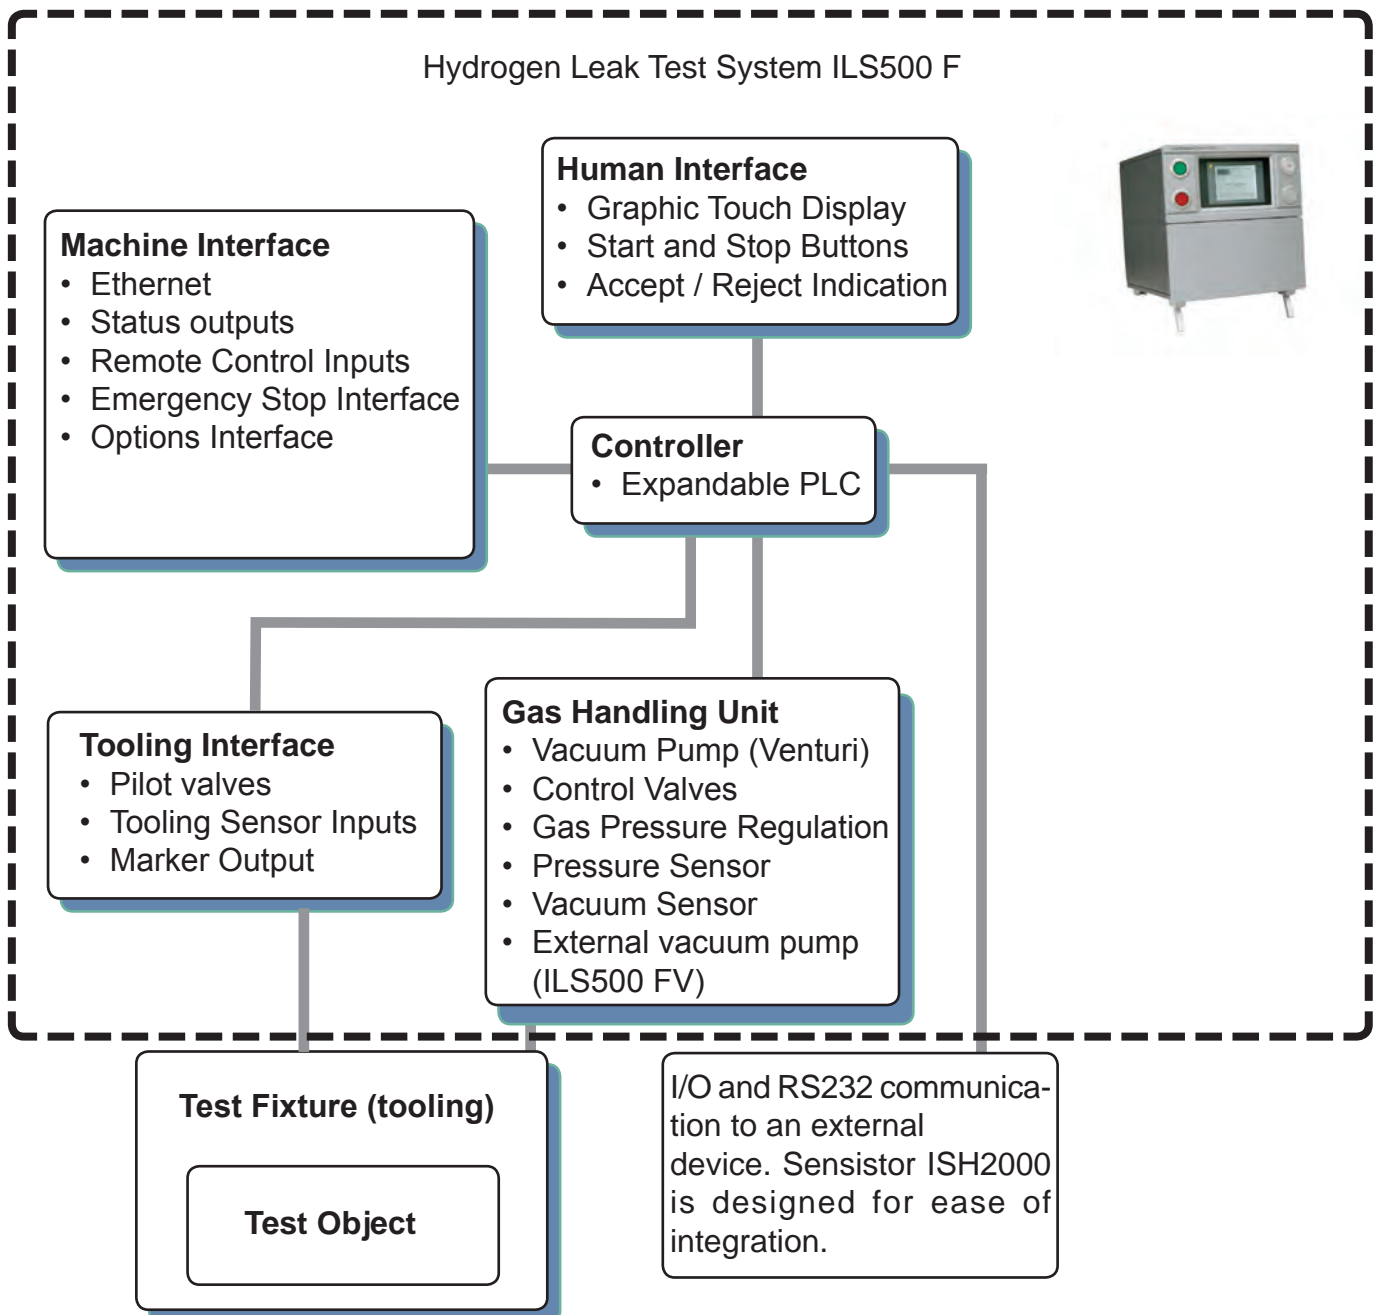 Hydrogen Leak Test System ILS500 F
Human Interface
• Graphic Touch Display
• Start and Stop Buttons
• Accept / Reject Indication
Machine Interface
• Ethernet
• Status outputs
• Remote Control Inputs
• Emergency Stop Interface
• Options Interface
Controller
• Expandable PLC
Tooling Interface
• Pilot valves
• Tooling Sensor Inputs
• Marker Output
Gas Handling Unit
• Vacuum Pump (Venturi)
• Control Valves
• Gas Pressure Regulation
• Pressure Sensor
• Vacuum Sensor
• External vacuum pump
(ILS500 FV)
Test Fixture (tooling)
Test Object
I/O and RS232 communica-
tion to an external
device. Sensistor ISH2000
is designed for ease of
integration.